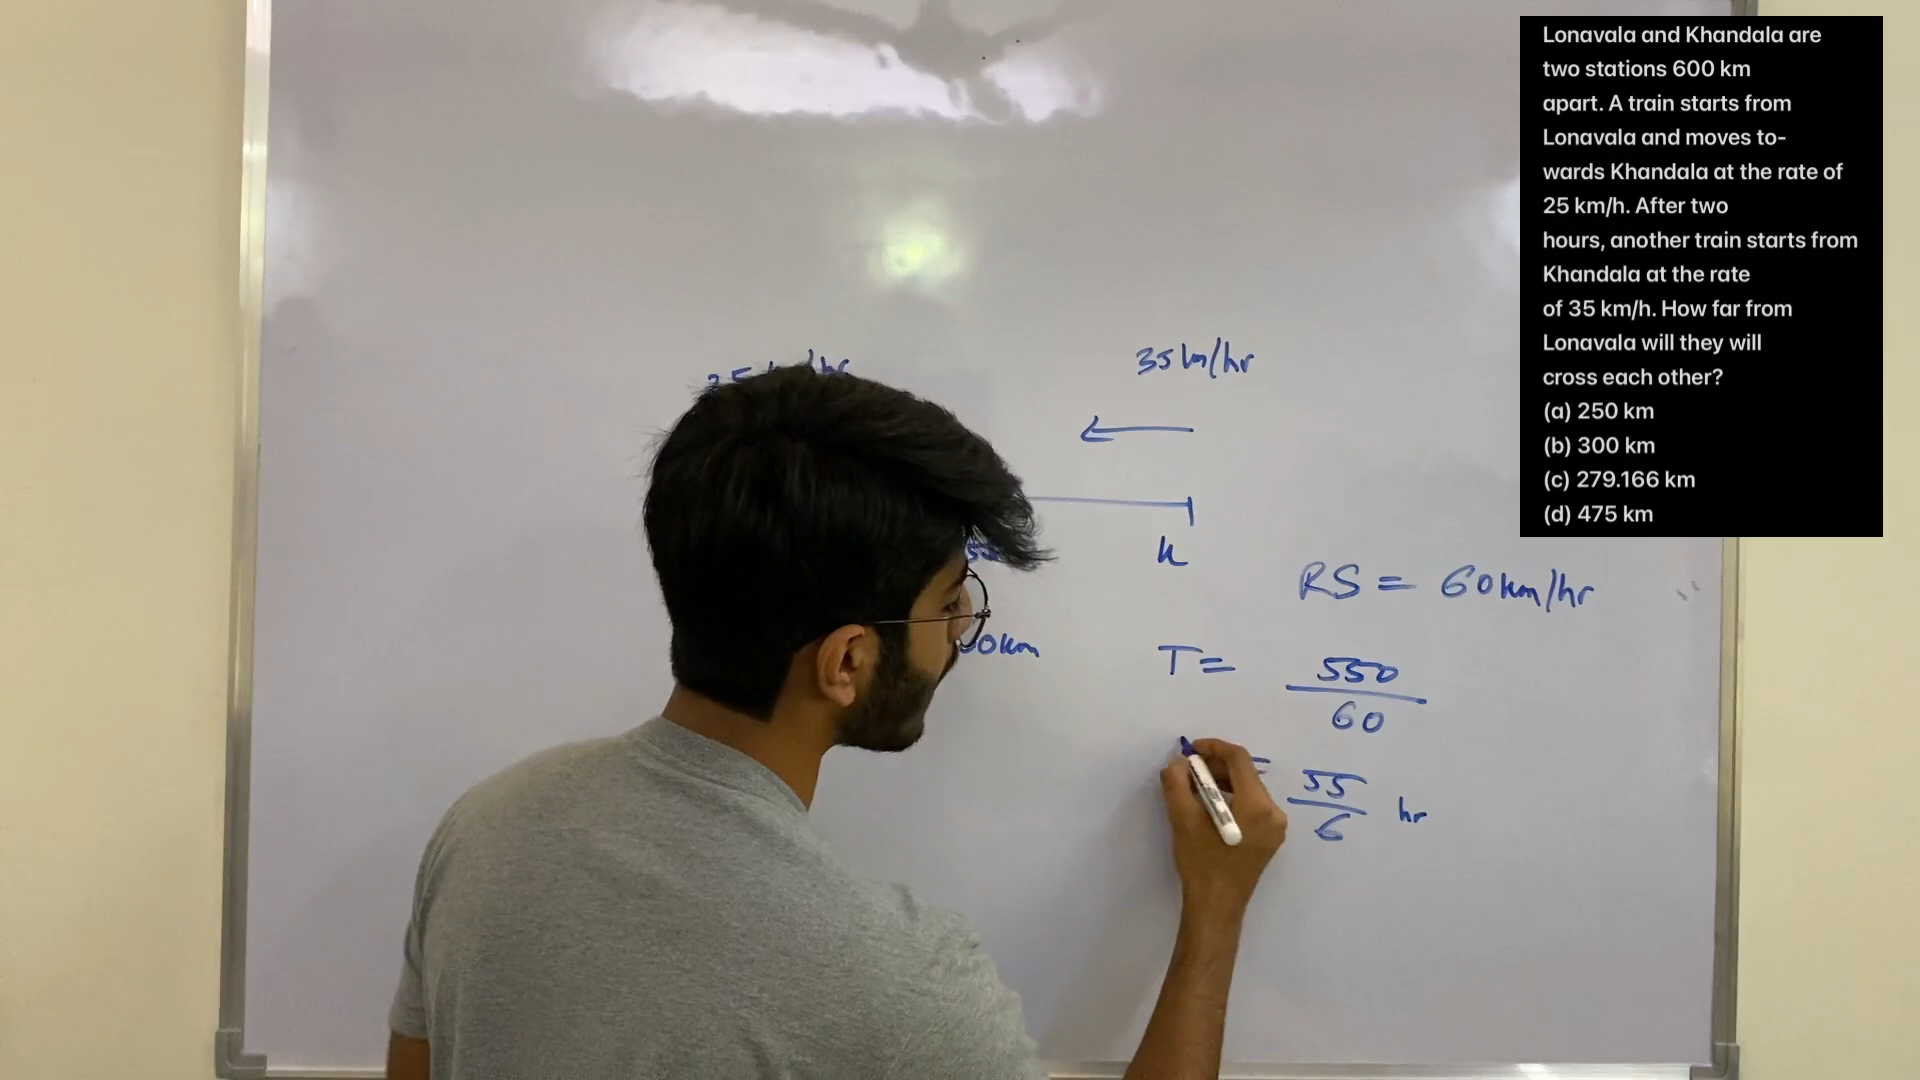 Lonavala and Khandala are
two stations 600 km
apart. A train starts from
Lonavala and moves to-
wards Khandala at the rate of
25 km/h. After two
hours, another train starts from
Khandala at the rate
of 35 km/h. How far from
Lonavala will they will
cross each other?
(a) 250 km
(b) 300 km
(c) 279.166 km
(d) 475 km
35 km/hr
K
RS = 60 km/hr
T = 550
60
= 55
6 hr